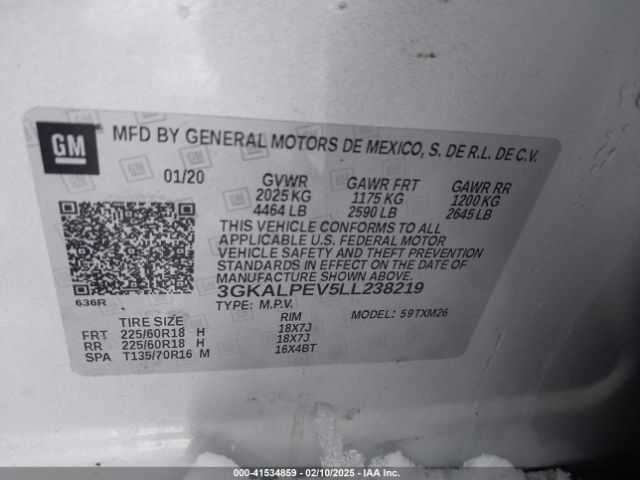 GM
MFD BY GENERAL MOTORS DE MEXICO, S. DE R.L. DE C.V.
01/20 GVWR GAWR FRT GAWR RR
2025 KG 1175 KG 1200 KG
4464 LB 2590 LB 2645 LB
THIS VEHICLE CONFORMS TO ALL
APPLICABLE U.S. FEDERAL MOTOR
VEHICLE SAFETY AND THEFT PREVENTION
STANDARDS IN EFFECT ON THE DATE OF
MANUFACTURE SHOWN ABOVE.
3GKALPEV5LL238219
636R
TYPE: M.P.V. MODEL: 59TXM26
TIRE SIZE RIM
FRT 225/60R18 H 18X7J
RR 225/60R18 H 18X7J
SPA T135/70R16 M 16X4BT
000-41534859 — 02/10/2025 — IAA Inc.